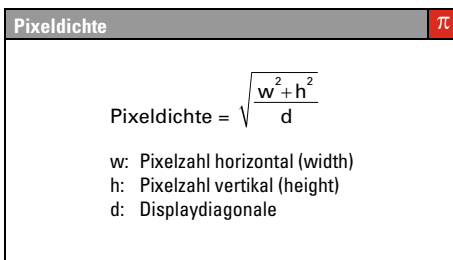 Pixeldichte π
Pixeldichte = √((w²+h²)/d)
w: Pixelzahl horizontal (width)
h: Pixelzahl vertikal (height)
d: Displaydiagonale